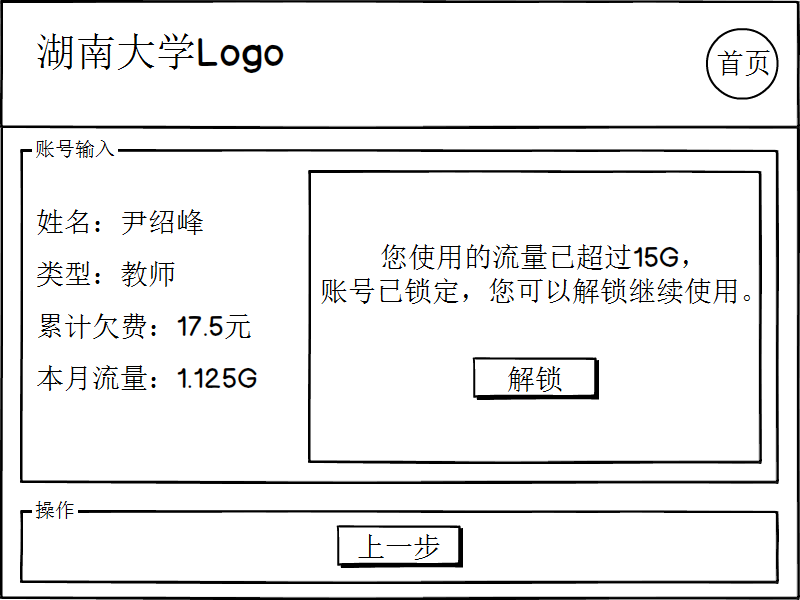 湖南大学Logo
首页
账号输入
姓名：尹绍峰
类型：教师
累计欠费：17.5元
本月流量：1.125G
您使用的流量已超过15G，
账号已锁定，您可以解锁继续使用。
解锁
操作
上一步